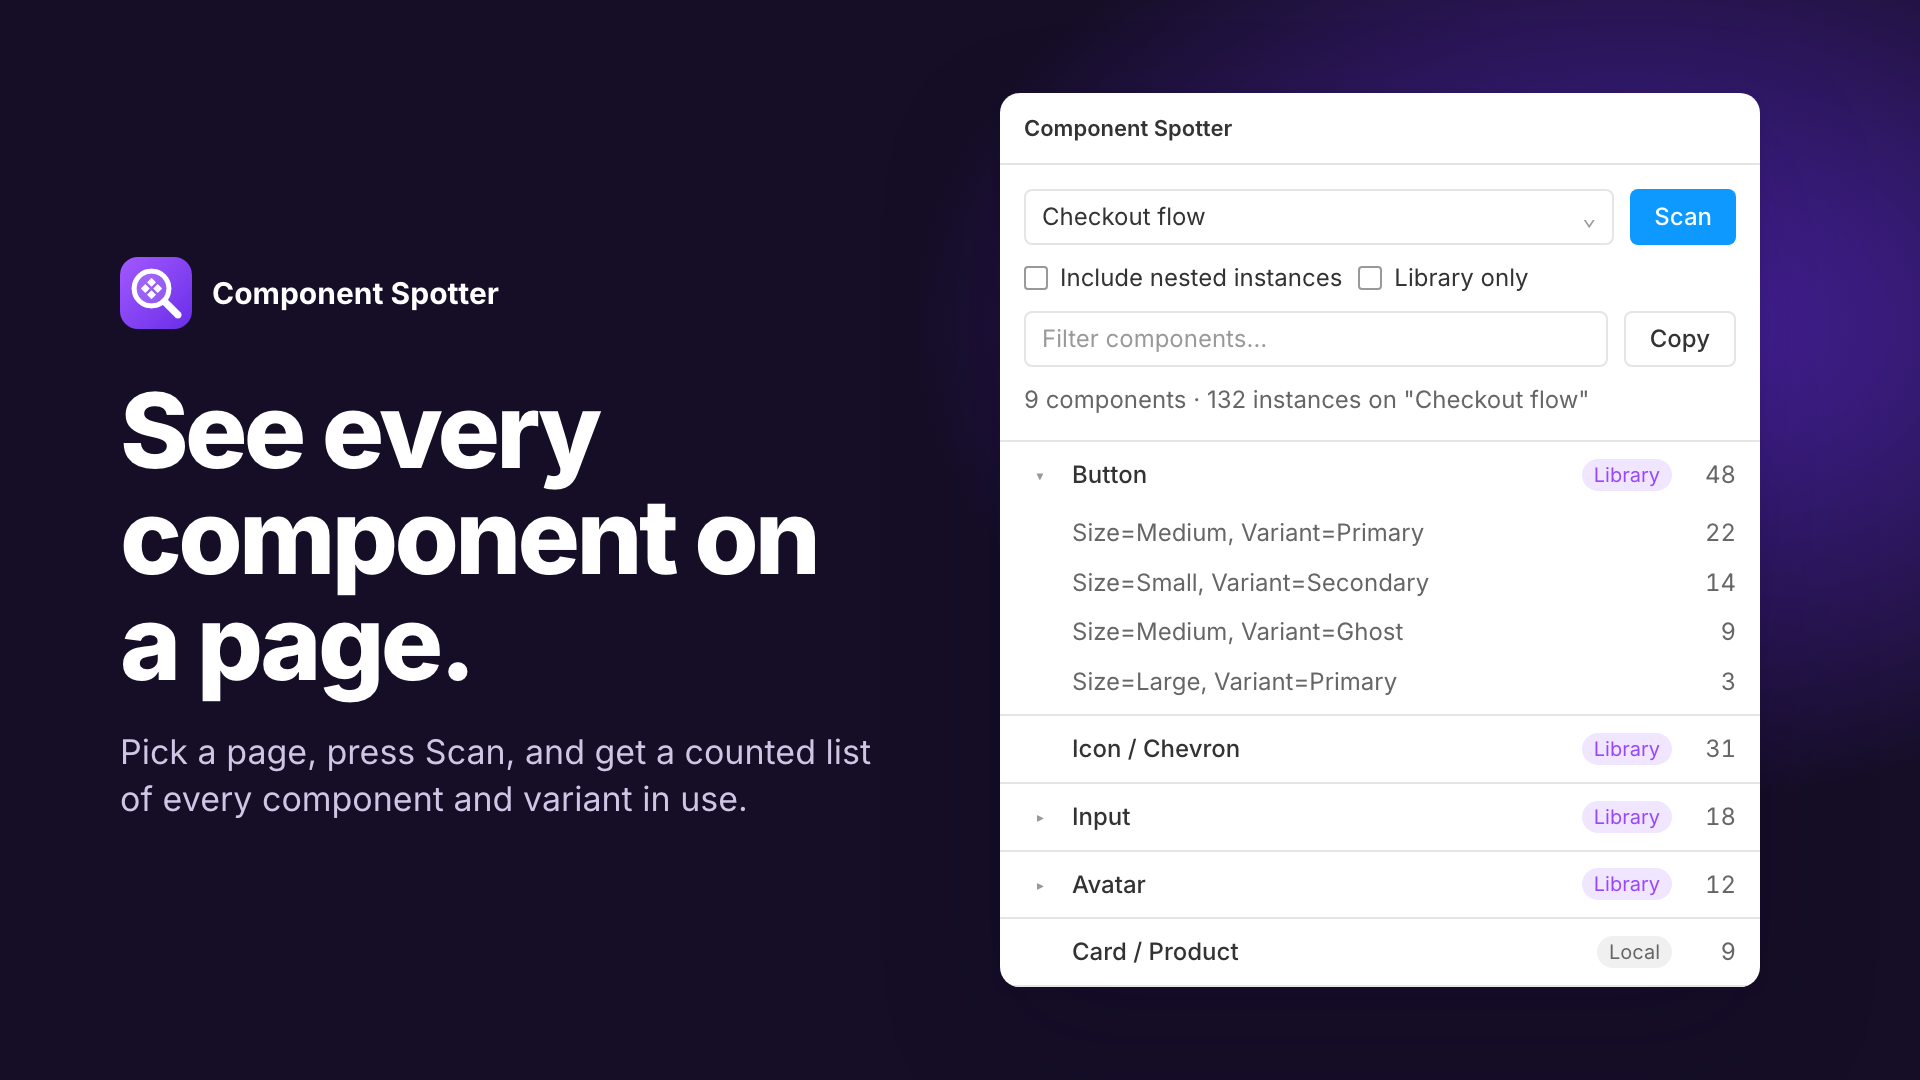 Component Spotter
See every
component on
a page.
Pick a page, press Scan, and get a counted list
of every component and variant in use.
Component Spotter
Checkout flow
Scan
Include nested instances
Library only
Filter components...
Copy
9 components · 132 instances on "Checkout flow"
Button Library 48
Size=Medium, Variant=Primary 22
Size=Small, Variant=Secondary 14
Size=Medium, Variant=Ghost 9
Size=Large, Variant=Primary 3
Icon / Chevron Library 31
Input Library 18
Avatar Library 12
Card / Product Local 9